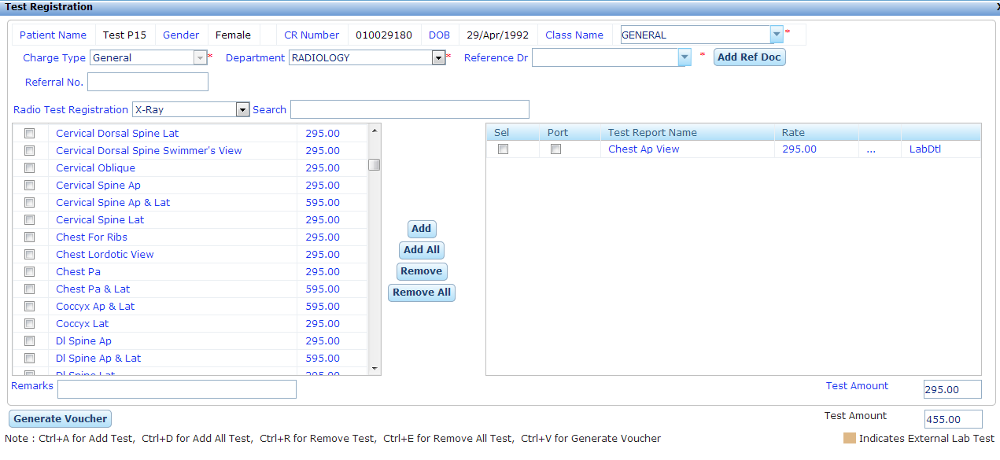 Test Registration X
Patient Name Test P15 Gender Female CR Number 010029180 DOB 29/Apr/1992 Class Name GENERAL *
Charge Type General * Department RADIOLOGY * Reference Dr * Add Ref Doc
Referral No.
Radio Test Registration X-Ray Search
Sel Port Test Report Name Rate
Cervical Dorsal Spine Lat 295.00
Cervical Dorsal Spine Swimmer's View 295.00
Cervical Oblique 295.00
Cervical Spine Ap 295.00
Cervical Spine Ap & Lat 595.00
Cervical Spine Lat 295.00
Chest For Ribs 295.00
Chest Lordotic View 295.00
Chest Pa 295.00
Chest Pa & Lat 595.00
Coccyx Ap & Lat 595.00
Coccyx Lat 295.00
Dl Spine Ap 295.00
Dl Spine Ap & Lat 595.00
Dl Spine Lat 295.00
Add
Add All
Remove
Remove All
Chest Ap View 295.00 ... LabDtl
Remarks Test Amount 295.00
Generate Voucher Test Amount 455.00
Note : Ctrl+A for Add Test, Ctrl+D for Add All Test, Ctrl+R for Remove Test, Ctrl+E for Remove All Test, Ctrl+V for Generate Voucher Indicates External Lab Test